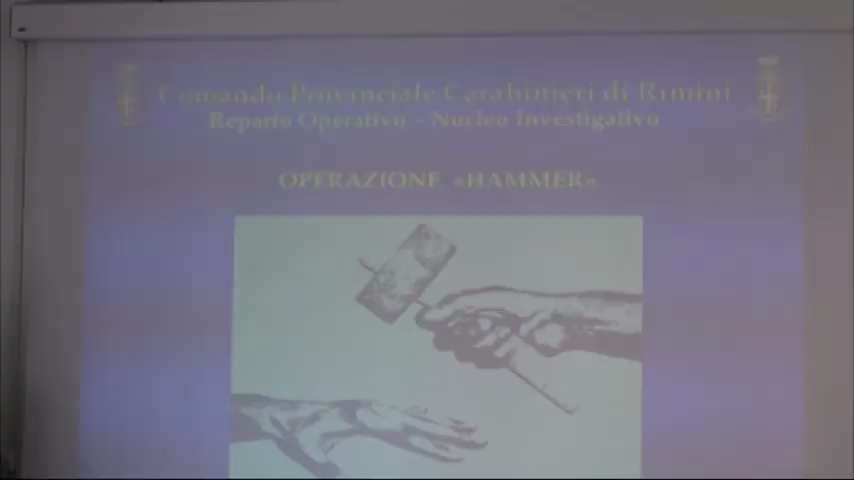 Comando Provinciale Carabinieri di Rimini
Reparto Operativo - Nucleo Investigativo
OPERAZIONE «HAMMER»